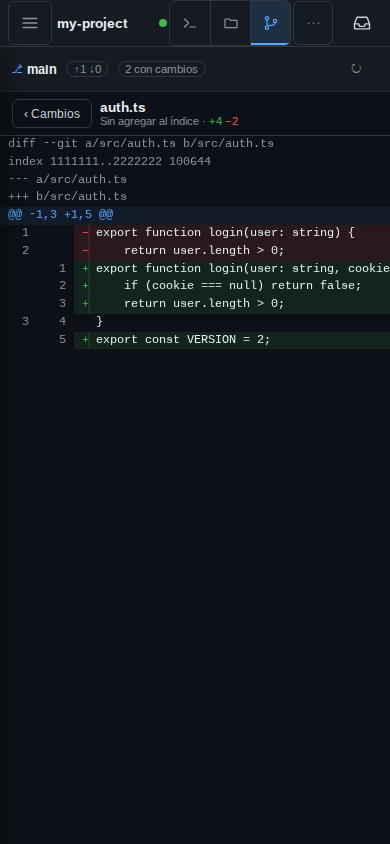 my-project
···
main ↑1 ↓0 2 con cambios
‹ Cambios
auth.ts
Sin agregar al índice · +4 −2
diff --git a/src/auth.ts b/src/auth.ts
index 1111111..2222222 100644
--- a/src/auth.ts
+++ b/src/auth.ts
@@ -1,3 +1,5 @@
1 − export function login(user: string) {
2 − return user.length > 0;
1 + export function login(user: string, cookie
2 + if (cookie === null) return false;
3 + return user.length > 0;
3 4 }
5 + export const VERSION = 2;